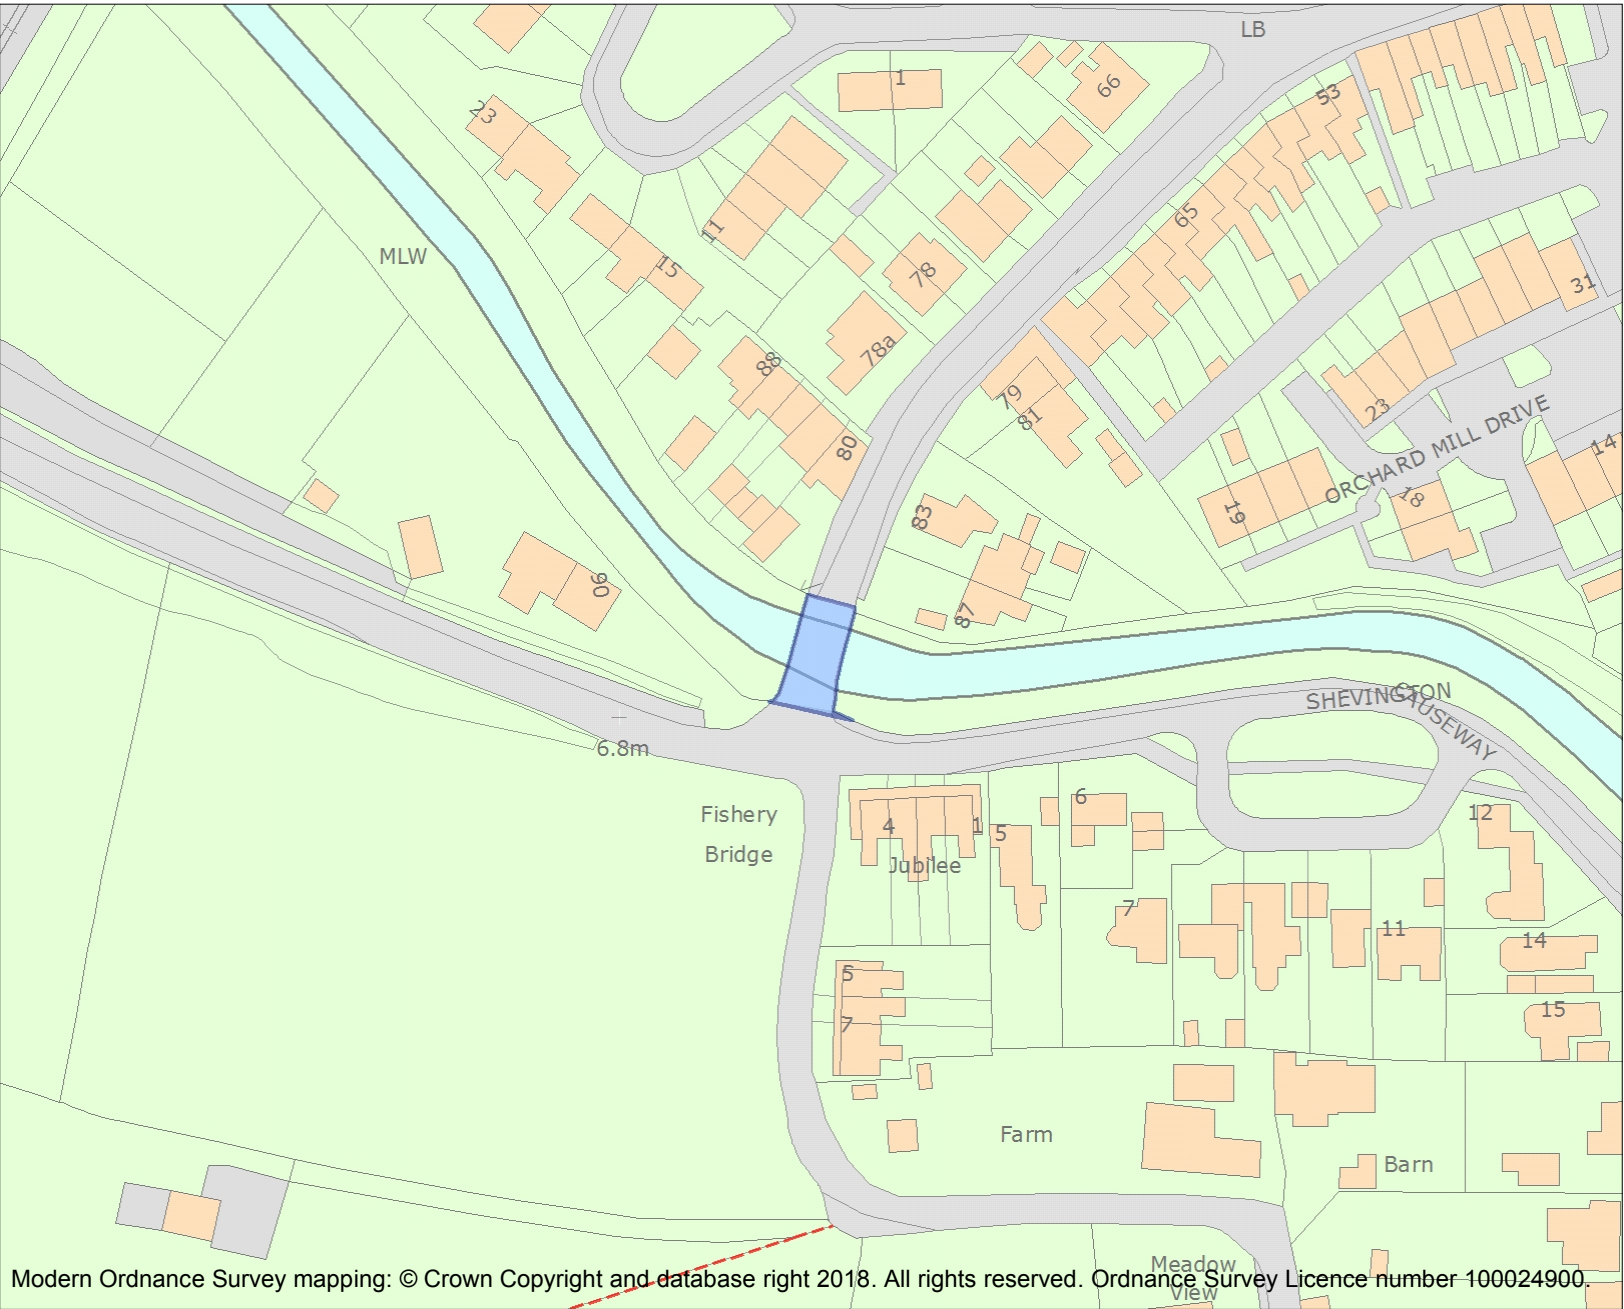 LB
1
66
53
23
65
11
15
78
31
MLW
78a
88
79
81
23
80
ORCHARD MILL DRIVE
14
18
19
83
90
87
SHEVINGTON
CAUSEWAY
6.8m
Fishery
Bridge
6
4
1
5
12
Jubilee
7
11
14
5
7
15
Farm
Barn
Meadow
View
Modern Ordnance Survey mapping: © Crown Copyright and database right 2018. All rights reserved. Ordnance Survey Licence number 100024900.